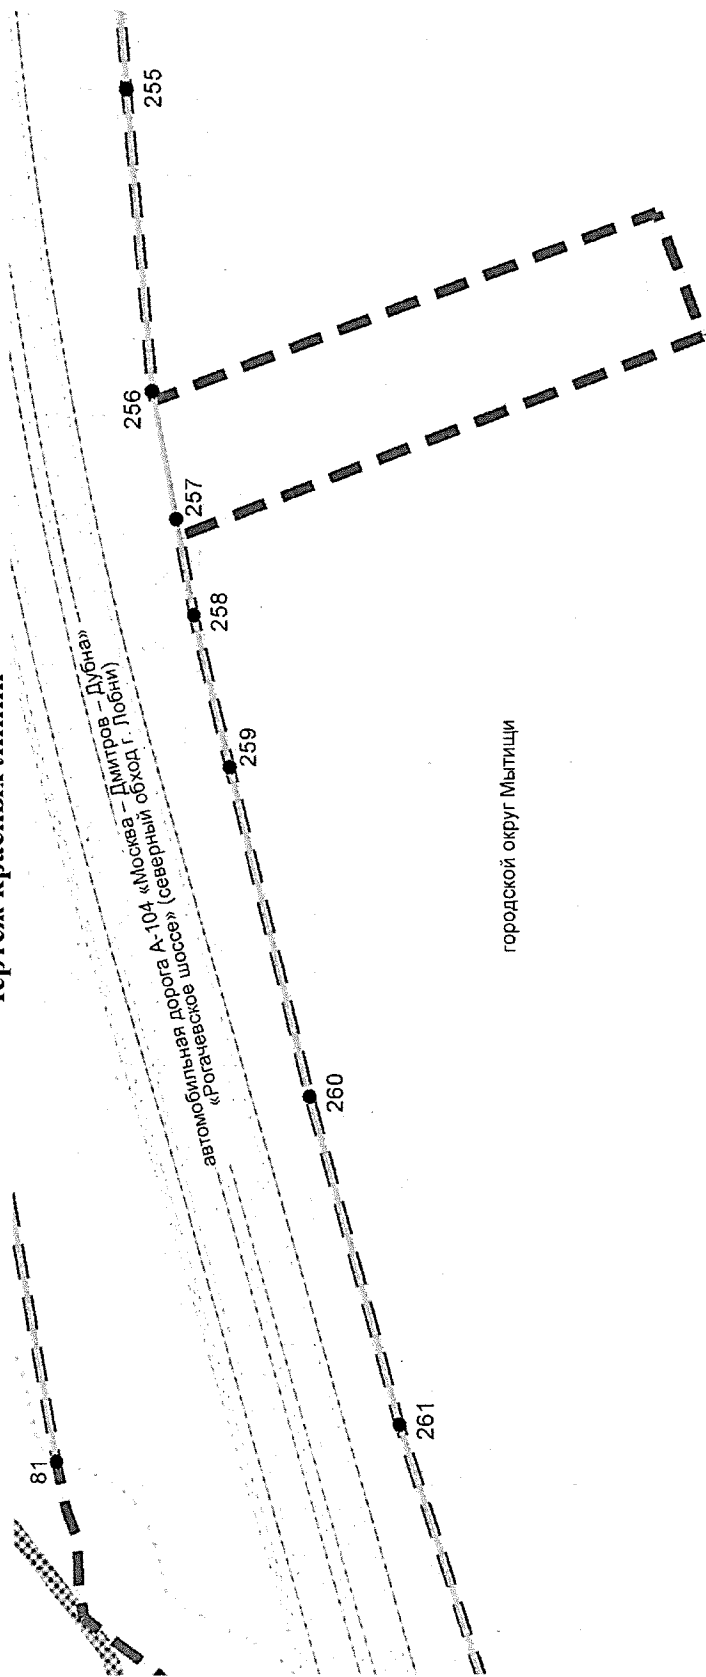 81
261
260
259
258
257
256
255
автомобильная дорога А-104 «Москва – Дмитров – Дубна»
«Рогачевское шоссе» (северный обход г. Лобни)
городской округ Мытищи